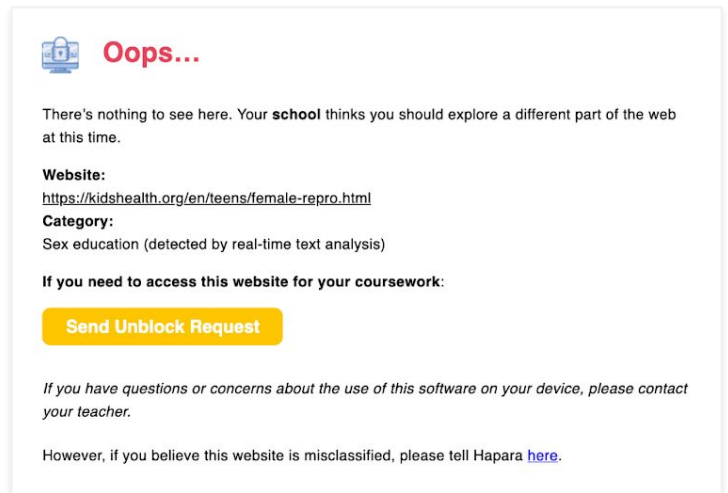 Oops...
There's nothing to see here. Your school thinks you should explore a different part of the web
at this time.
Website:
https://kidshealth.org/en/teens/female-repro.html
Category:
Sex education (detected by real-time text analysis)
If you need to access this website for your coursework:
Send Unblock Request
If you have questions or concerns about the use of this software on your device, please contact
your teacher.
However, if you believe this website is misclassified, please tell Hapara here.